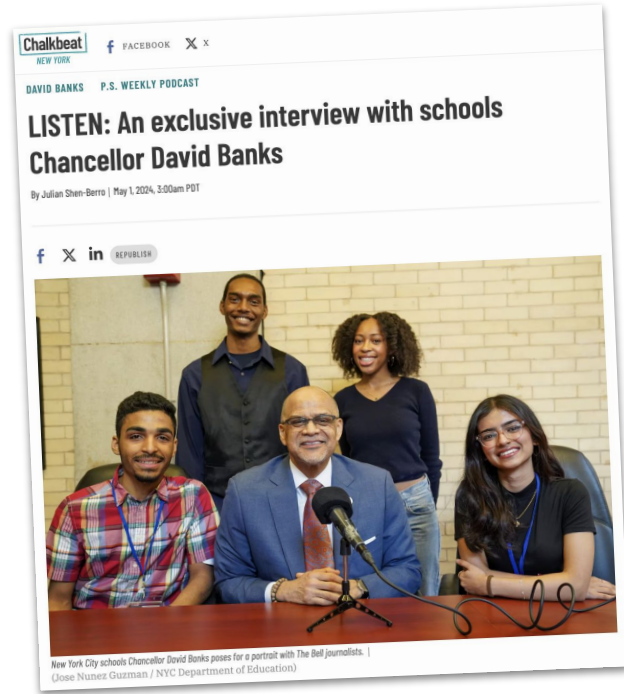 Chalkbeat
NEW YORK
FACEBOOK X
DAVID BANKS P.S. WEEKLY PODCAST
LISTEN: An exclusive interview with schools
Chancellor David Banks
By Julian Shen-Berro | May 1, 2024, 3:00am PDT
REPUBLISH
New York City schools Chancellor David Banks poses for a portrait with The Bell journalists. |
(Jose Nunez Guzman / NYC Department of Education)